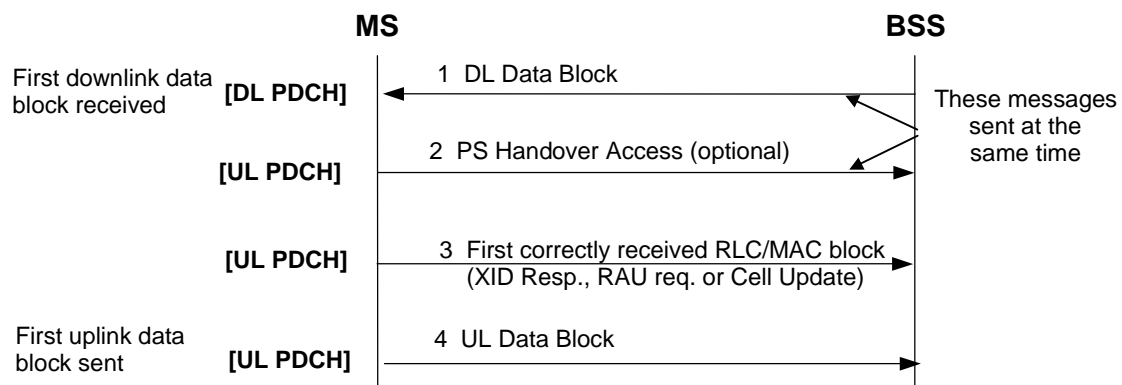 MS
BSS
First downlink data
block received
[DL PDCH]
1 DL Data Block
These messages
sent at the
same time
2 PS Handover Access (optional)
[UL PDCH]
3 First correctly received RLC/MAC block
(XID Resp., RAU req. or Cell Update)
[UL PDCH]
First uplink data
block sent
4 UL Data Block
[UL PDCH]